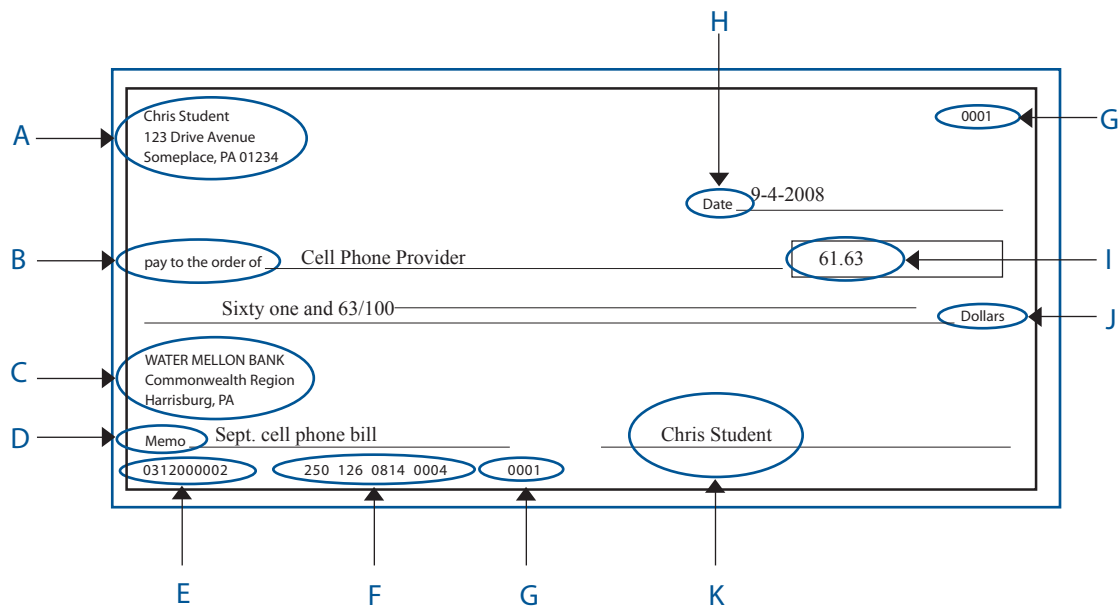 H
Chris Student
123 Drive Avenue
Someplace, PA 01234
A
0001
G
Date 9-4-2008
B
pay to the order of Cell Phone Provider 61.63
I
Sixty one and 63/100 Dollars
J
WATER MELLON BANK
Commonwealth Region
Harrisburg, PA
C
D
Memo Sept. cell phone bill Chris Student
0312000002 250 126 0814 0004 0001
E F G K